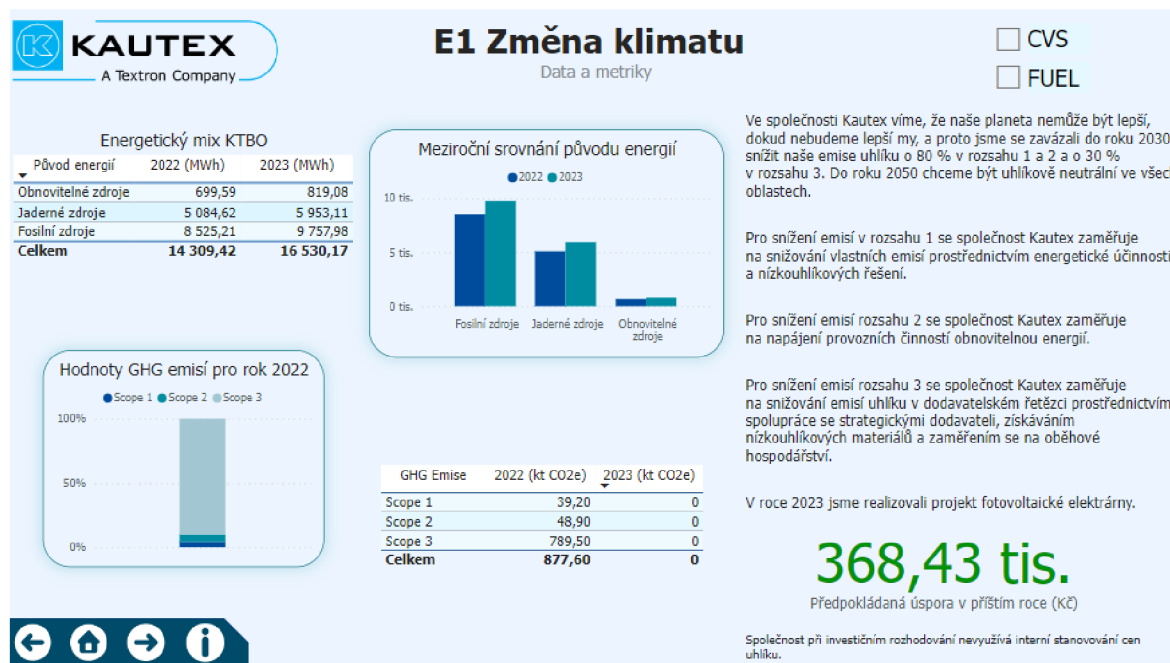 KAUTEX
A Textron Company
E1 Změna klimatu
Data a metriky
CVS
FUEL
Energetický mix KTBO
Původ energií 2022 (MWh) 2023 (MWh)
Obnovitelné zdroje 699,59 819,08
Jaderné zdroje 5 084,62 5 953,11
Fosilní zdroje 8 525,21 9 757,98
Celkem 14 309,42 16 530,17
Meziroční srovnání původu energií
2022 2023
10 tis.
5 tis.
0 tis.
Fosilní zdroje Jaderné zdroje Obnovitelné
zdroje
Hodnoty GHG emisí pro rok 2022
Scope 1 Scope 2 Scope 3
100%
50%
0%
GHG Emise 2022 (kt CO2e) 2023 (kt CO2e)
Scope 1 39,20 0
Scope 2 48,90 0
Scope 3 789,50 0
Celkem 877,60 0
Ve společnosti Kautex víme, že naše planeta nemůže být lepší,
dokud nebudeme lepší my, a proto jsme se zavázali do roku 2030
snížit naše emise uhlíku o 80 % v rozsahu 1 a 2 a o 30 %
v rozsahu 3. Do roku 2050 chceme být uhlíkově neutrální ve všec
oblastech.
Pro snížení emisí v rozsahu 1 se společnost Kautex zaměřuje
na snižování vlastních emisí prostřednictvím energetické účinnosti
a nízkouhlíkových řešení.
Pro snížení emisí rozsahu 2 se společnost Kautex zaměřuje
na napájení provozních činností obnovitelnou energií.
Pro snížení emisí rozsahu 3 se společnost Kautex zaměřuje
na snižování emisí uhlíku v dodavatelském řetězci prostřednictvím
spolupráce se strategickými dodavateli, získáváním
nízkouhlíkových materiálů a zaměřením se na oběhové
hospodářství.
V roce 2023 jsme realizovali projekt fotovoltaické elektrárny.
368,43 tis.
Předpokládaná úspora v příštím roce (Kč)
Společnost při investičním rozhodování nevyužívá interní stanovování cen
uhlíku.